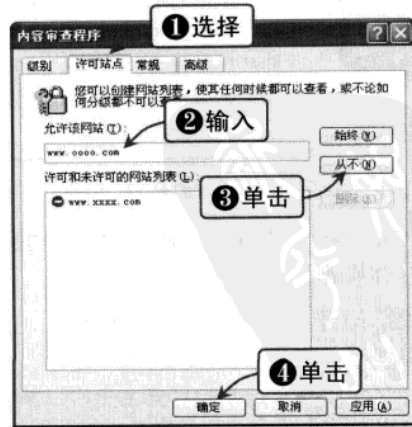 ❶选择
内容审查程序
级别 许可站点 常规 高级
您可以创建网站列表，使其任何时候都可以查看，或不论如
何分级都不可以查
允许该网站(T):
❷输入
始终(W)
www.oooo.com
从不(N)
许可和未许可的网站列表(L):
❸单击
删除(R)
www.xxxx.com
❹单击
确定 取消 应用(A)